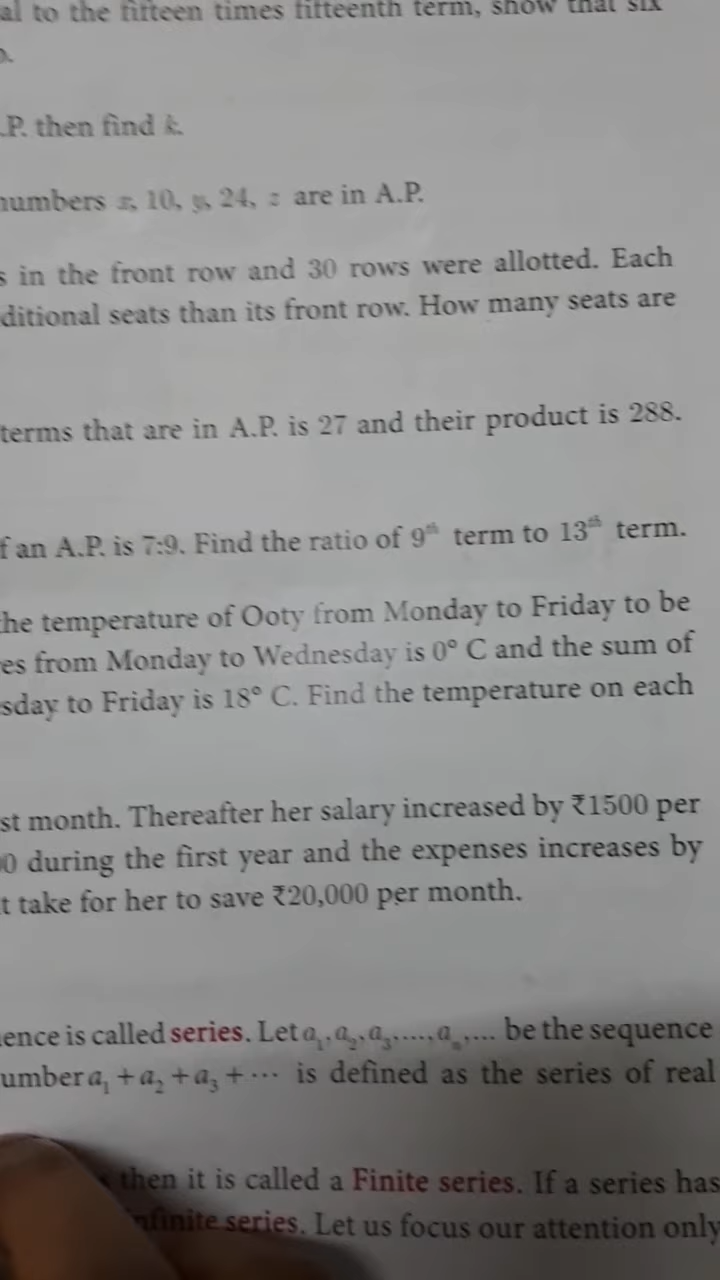 al to the fifteen times fifteenth term, show that six
.P. then find k.
numbers x, 10, y, 24, z are in A.P.
s in the front row and 30 rows were allotted. Each
ditional seats than its front row. How many seats are
terms that are in A.P. is 27 and their product is 288.
f an A.P. is 7:9. Find the ratio of 9th term to 13th term.
he temperature of Ooty from Monday to Friday to be
es from Monday to Wednesday is 0° C and the sum of
sday to Friday is 18° C. Find the temperature on each
st month. Thereafter her salary increased by ₹1500 per
0 during the first year and the expenses increases by
t take for her to save ₹20,000 per month.
ence is called series. Let a₁,a₂,a₃,....,aₙ,.... be the sequence
umber a₁ + a₂ + a₃ + ⋯ is defined as the series of real
then it is called a Finite series. If a series has
nfinite series. Let us focus our attention only